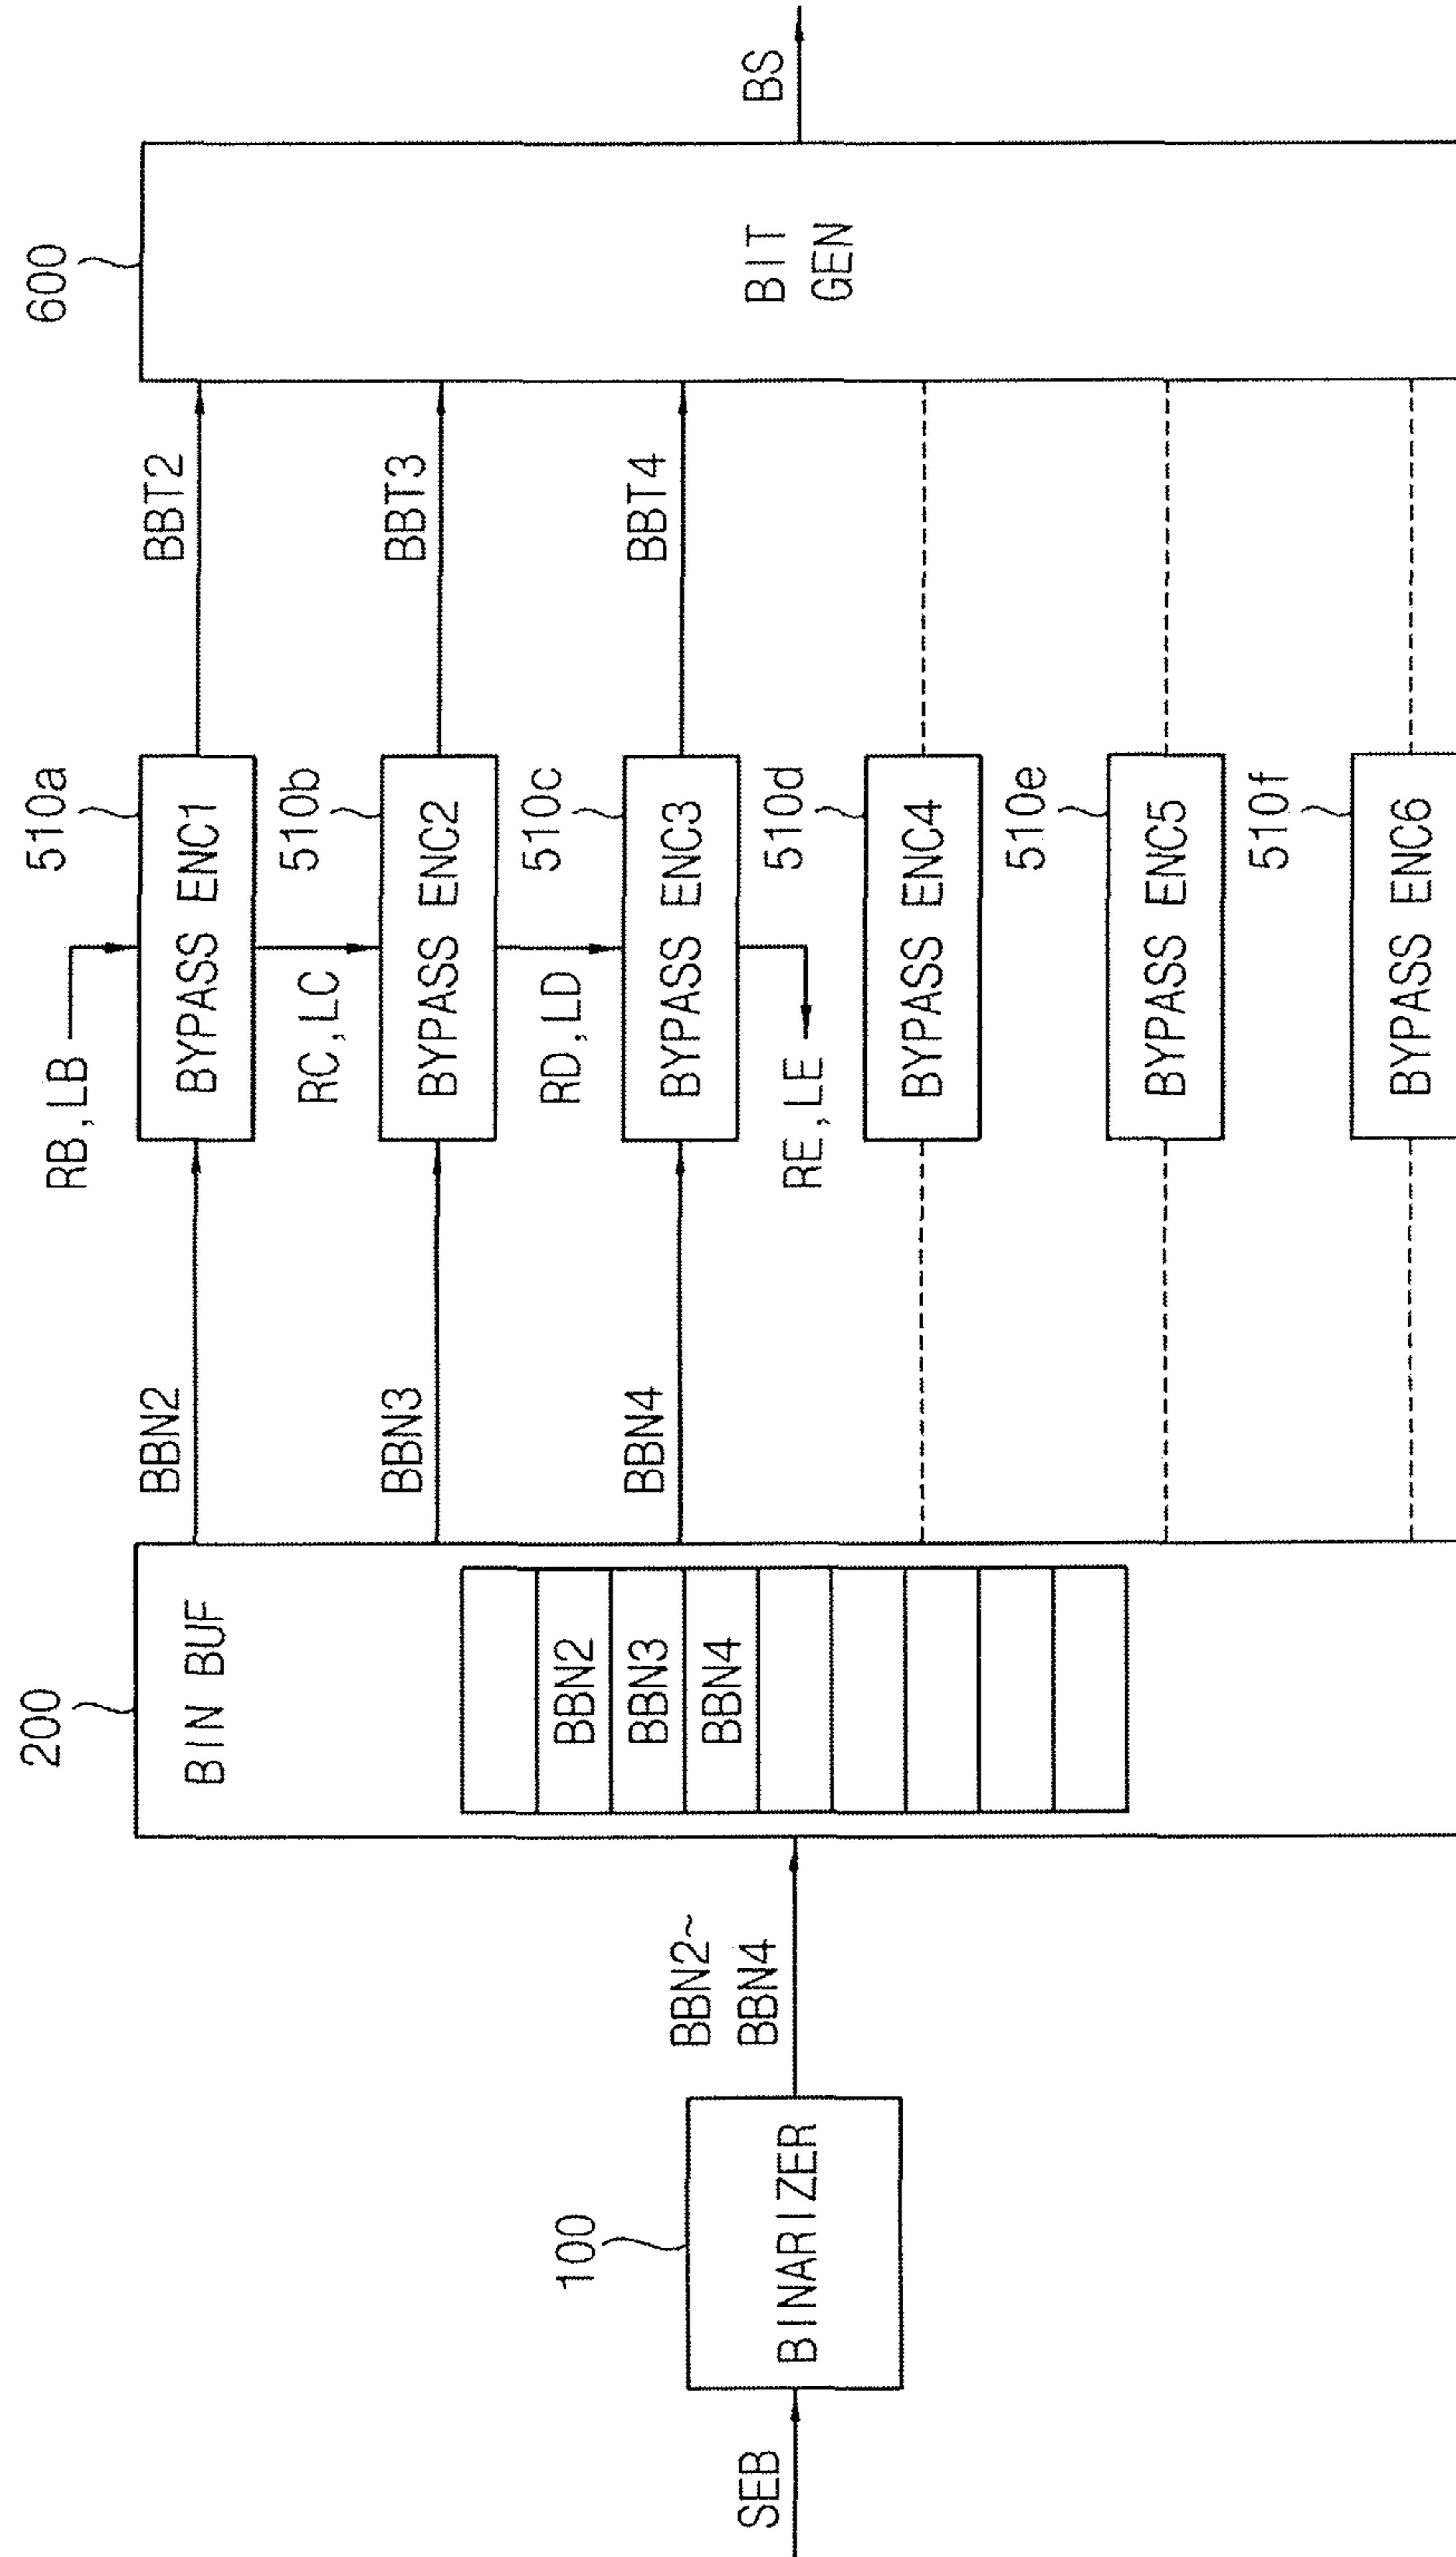 SEB
100
BINARIZER
BBN2~
BBN4
200
BIN BUF
BBN2
BBN3
BBN4
BBN2
BBN3
BBN4
RB,LB
510a
BYPASS ENC1
RC,LC
510b
BYPASS ENC2
RD,LD
510c
BYPASS ENC3
RE,LE
510d
BYPASS ENC4
510e
BYPASS ENC5
510f
BYPASS ENC6
BBT2
BBT3
BBT4
600
BIT
GEN
BS